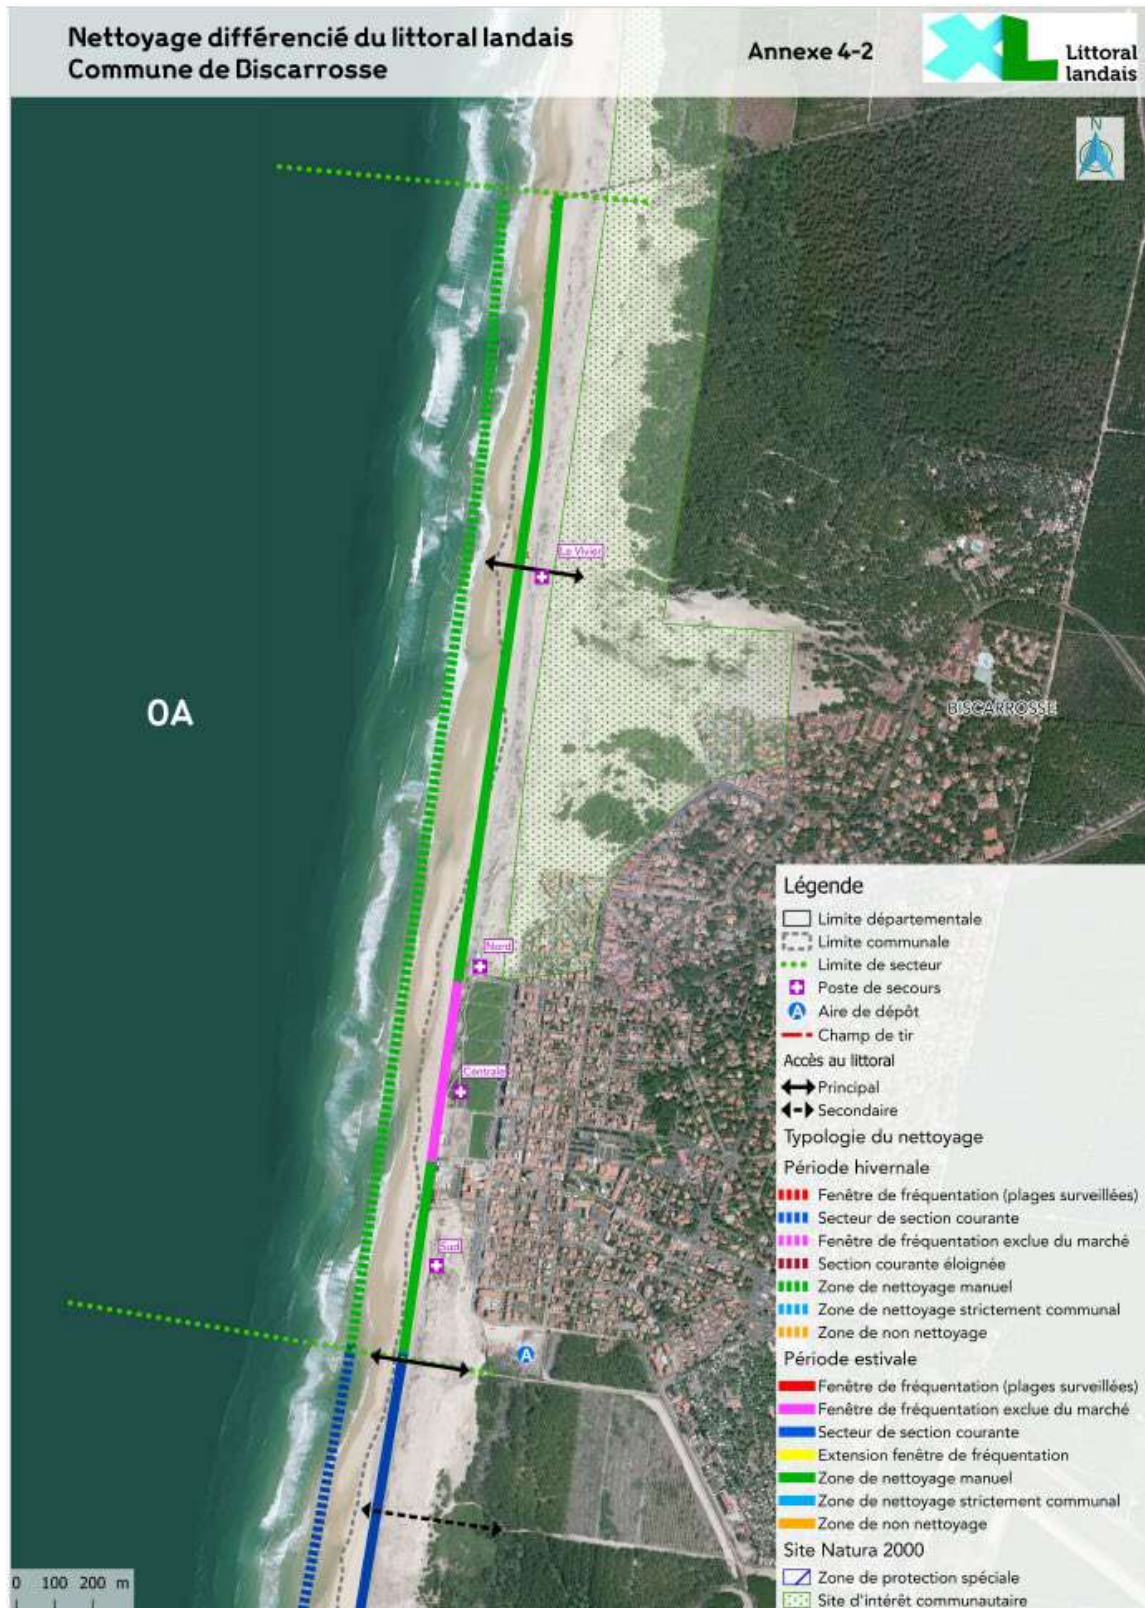 Nettoyage différencié du littoral landais
Commune de Biscarrosse
Annexe 4-2
XL
Littoral
landais
N
Le Vivier
0A
BISCARROSSE
Nord
Centrale
Sud
A
Légende
Limite départementale
Limite communale
Limite de secteur
Poste de secours
A Aire de dépôt
Champ de tir
Accès au littoral
Principal
Secondaire
Typologie du nettoyage
Période hivernale
Fenêtre de fréquentation (plages surveillées)
Secteur de section courante
Fenêtre de fréquentation exclue du marché
Section courante éloignée
Zone de nettoyage manuel
Zone de nettoyage strictement communal
Zone de non nettoyage
Période estivale
Fenêtre de fréquentation (plages surveillées)
Fenêtre de fréquentation exclue du marché
Secteur de section courante
Extension fenêtre de fréquentation
Zone de nettoyage manuel
Zone de nettoyage strictement communal
Zone de non nettoyage
Site Natura 2000
Zone de protection spéciale
Site d'intérêt communautaire
0 100 200 m